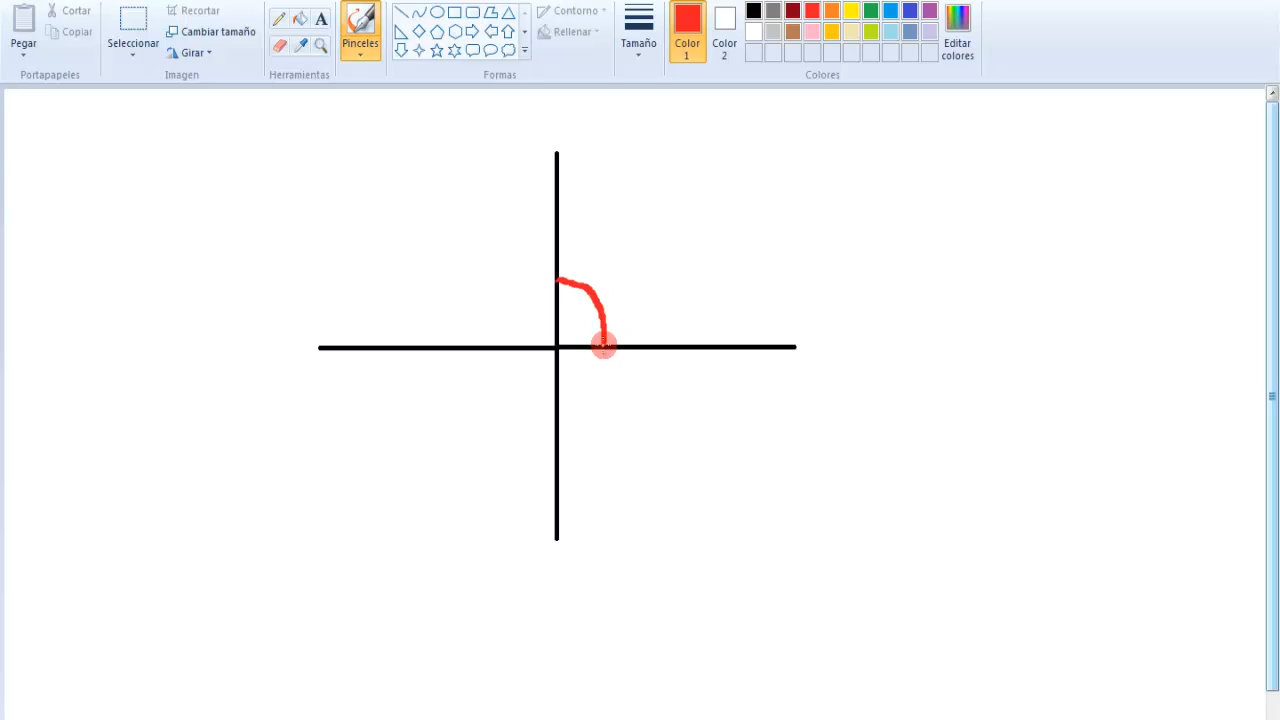 Pegar
Cortar
Copiar
Portapapeles
Seleccionar
Recortar
Cambiar tamaño
Girar
Imagen
A
Herramientas
Pinceles
Formas
Contorno
Rellenar
Tamaño
Color
1
Color
2
Editar
colores
Colores